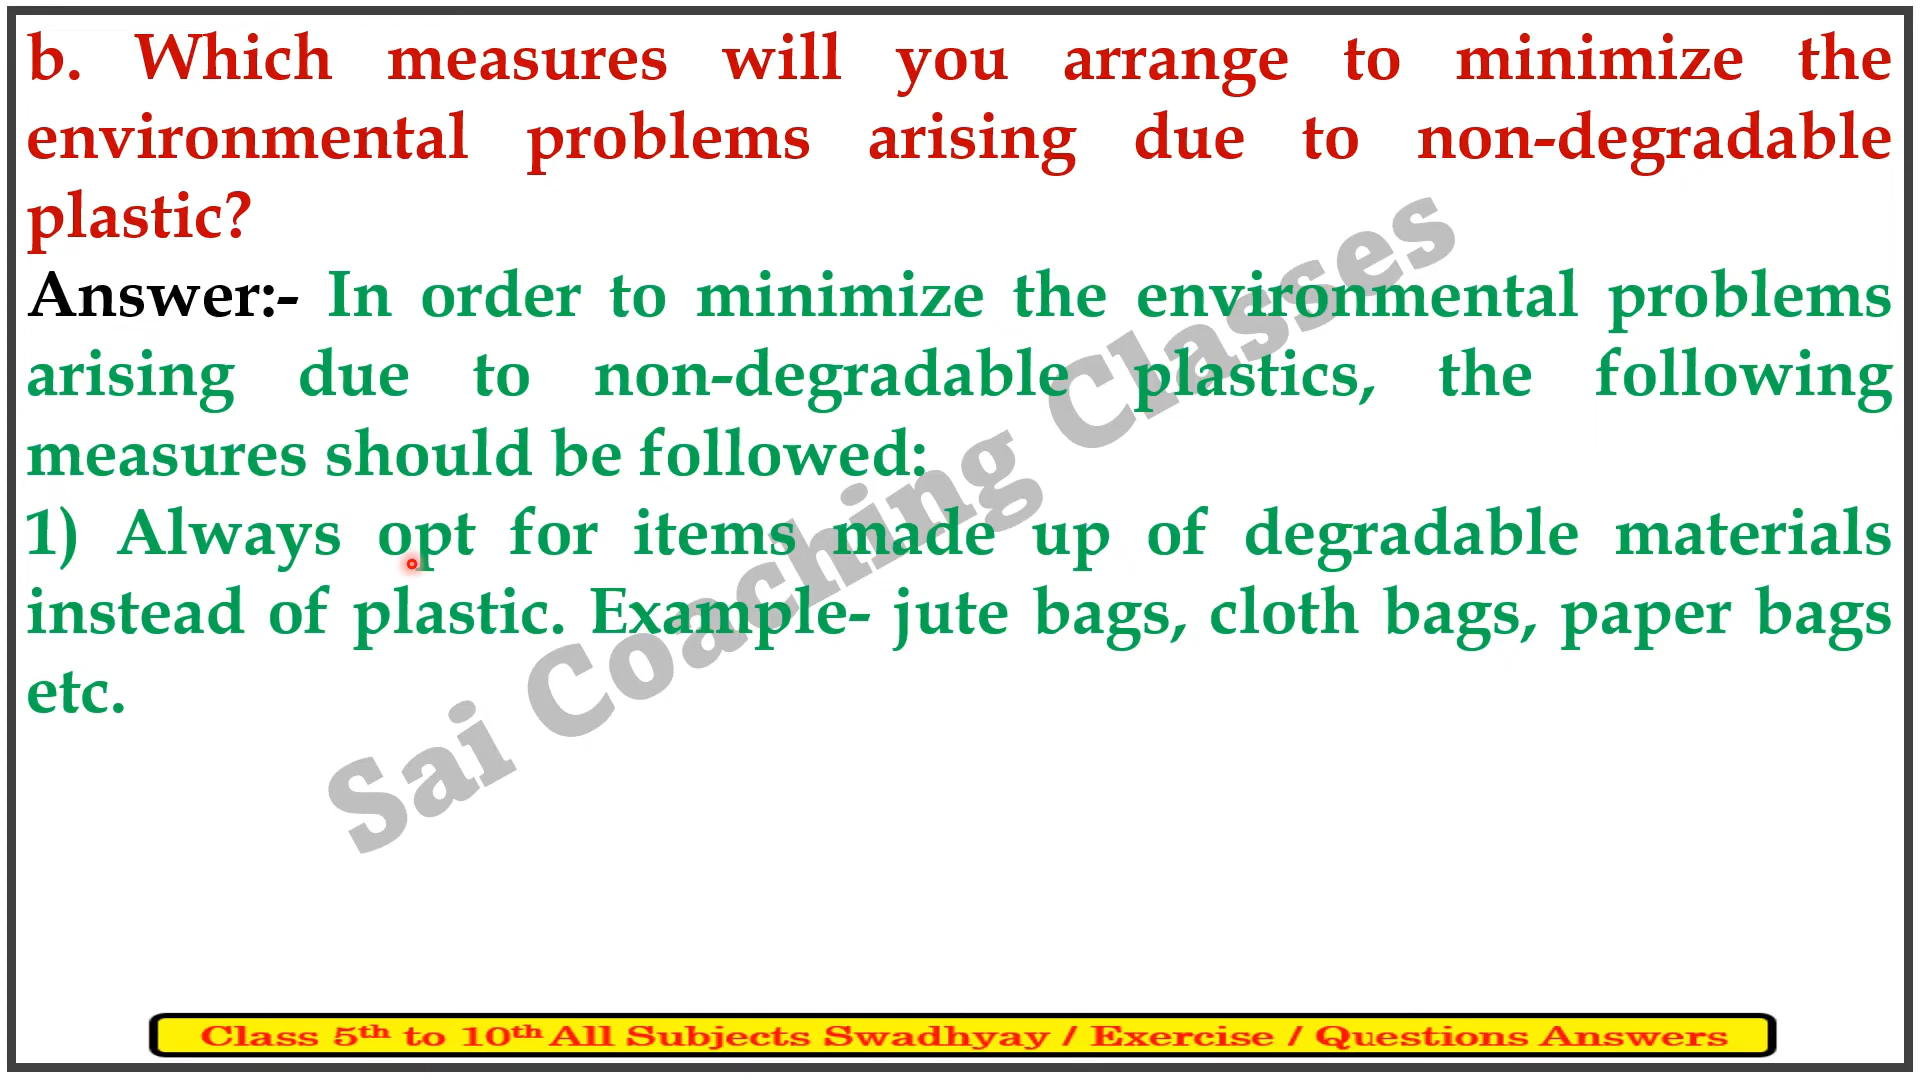 b. Which measures will you arrange to minimize the
environmental problems arising due to non-degradable
plastic?
Answer:- In order to minimize the environmental problems
arising due to non-degradable plastics, the following
measures should be followed:
1) Always opt for items made up of degradable materials
instead of plastic. Example- jute bags, cloth bags, paper bags
etc.
Sai Coaching Classes
Class 5th to 10th All Subjects Swadhyay / Exercise / Questions Answers